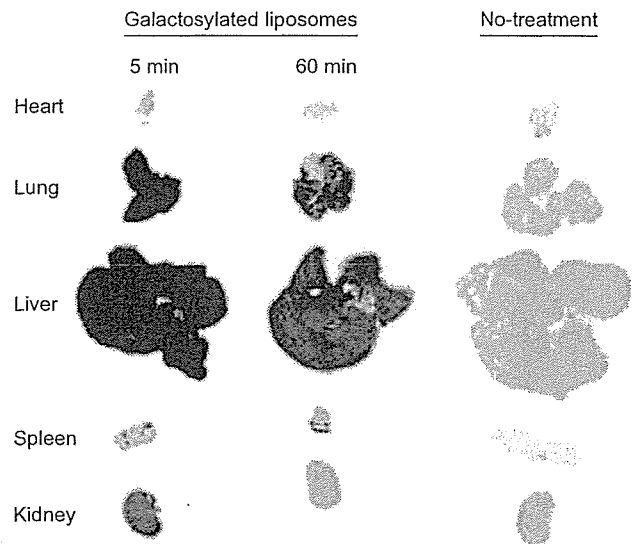 Galactosylated liposomes No-treatment
5 min 60 min
Heart
Lung
Liver
Spleen
Kidney